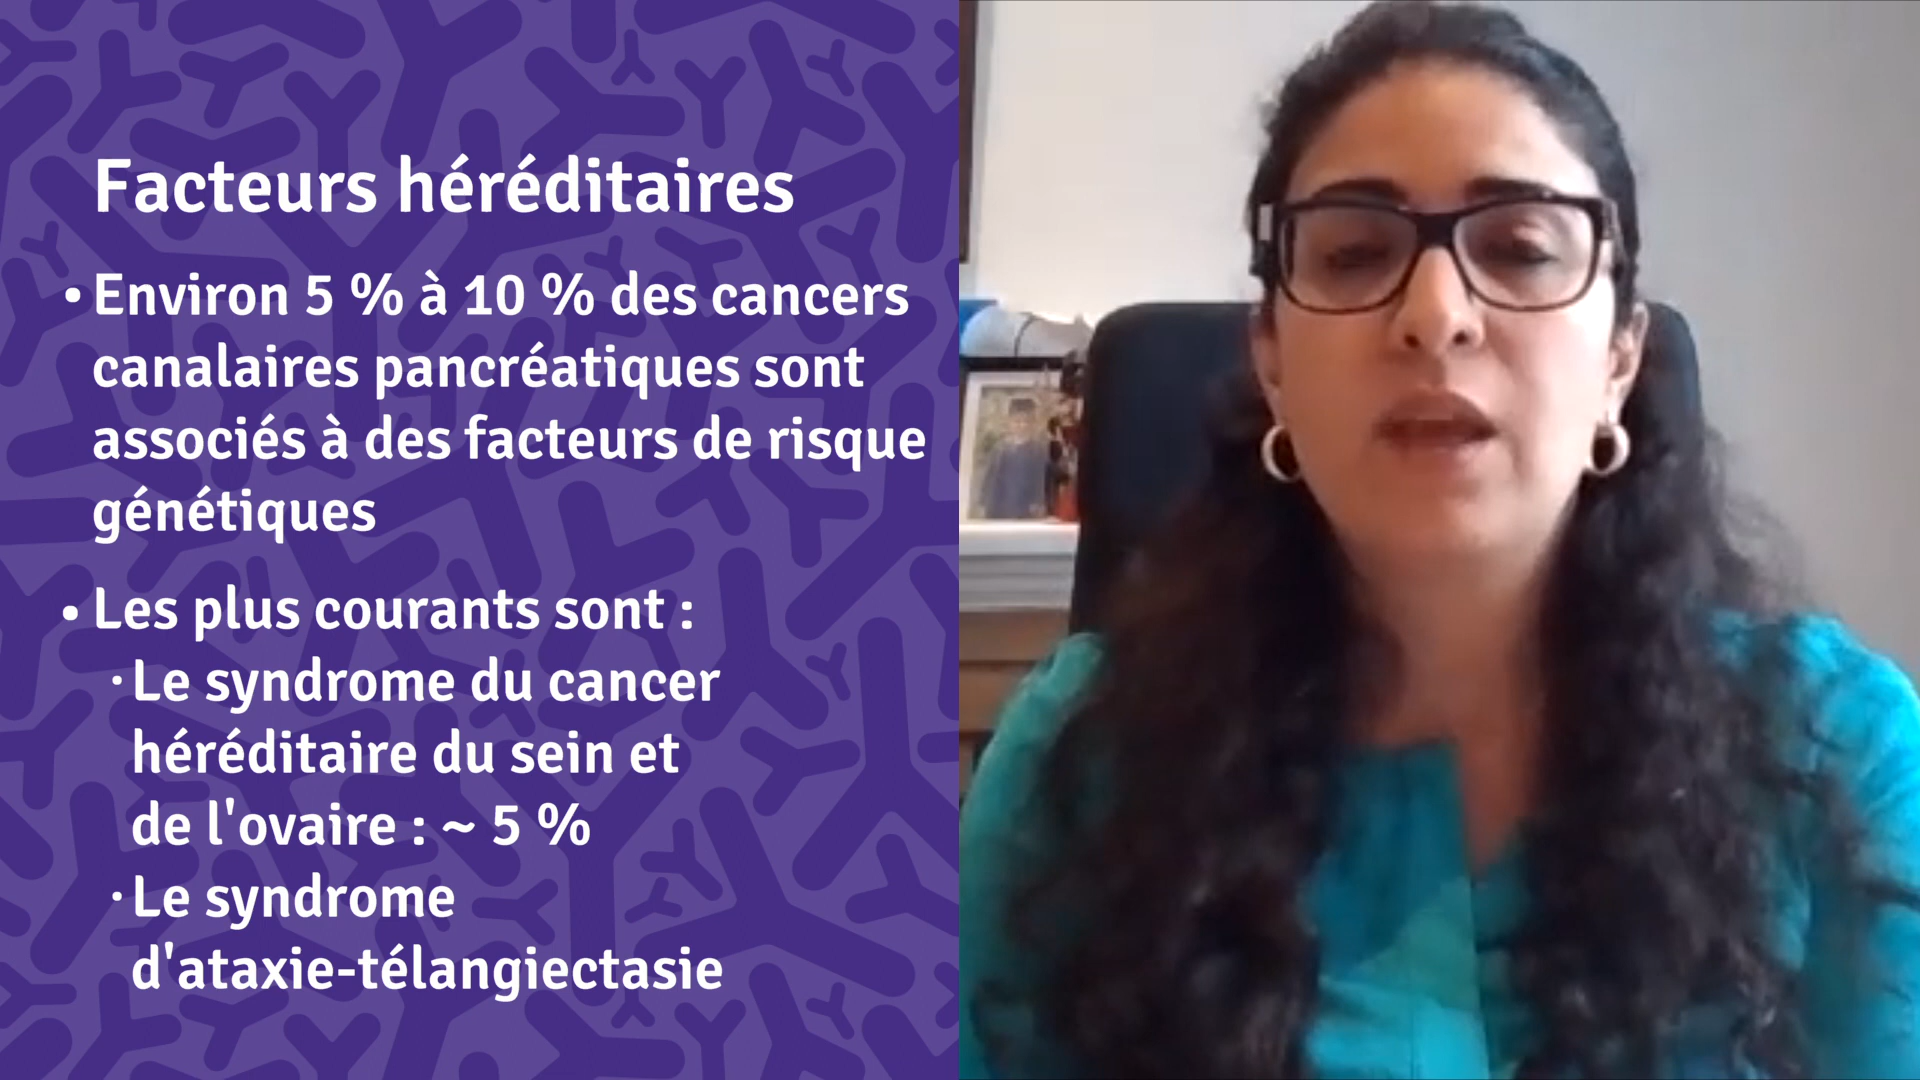 Facteurs héréditaires
• Environ 5 % à 10 % des cancers
canalaires pancréatiques sont
associés à des facteurs de risque
génétiques
• Les plus courants sont :
· Le syndrome du cancer
héréditaire du sein et
de l'ovaire : ~ 5 %
· Le syndrome
d'ataxie-télangiectasie